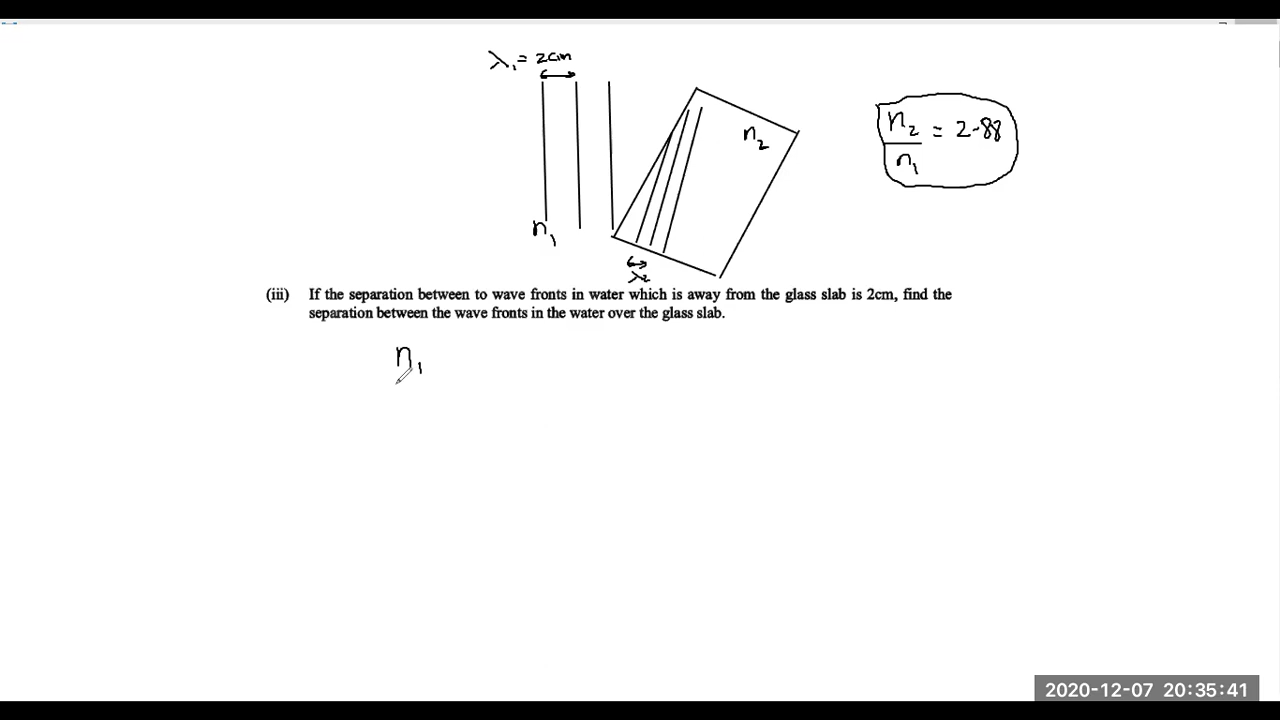 λ₁ = 2cm
n₂
n₂/n₁ = 2.88
n₁
λ₂
(iii) If the separation between to wave fronts in water which is away from the glass slab is 2cm, find the
separation between the wave fronts in the water over the glass slab.
n₁
2020-12-07 20:35:41